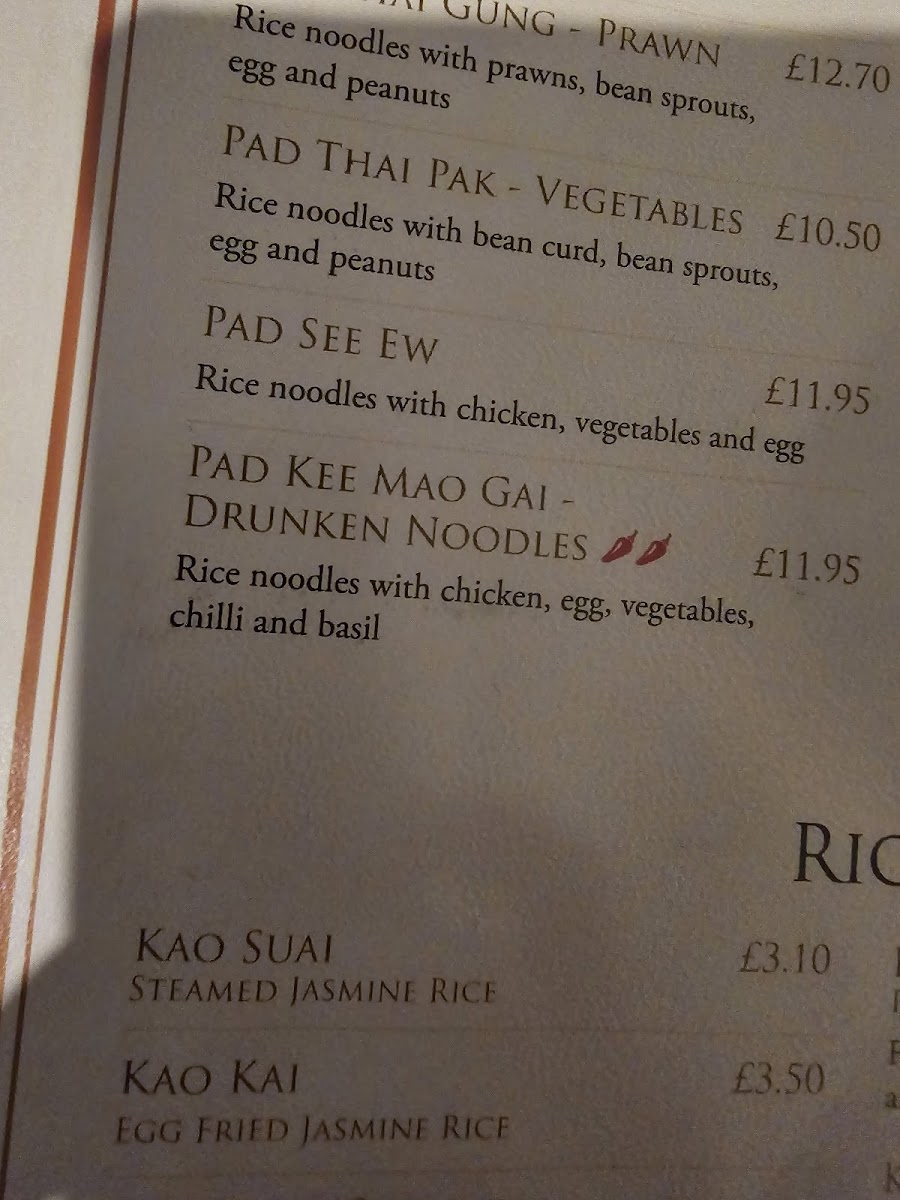 GUNG - PRAWN £12.70
Rice noodles with prawns, bean sprouts,
egg and peanuts
PAD THAI PAK - VEGETABLES £10.50
Rice noodles with bean curd, bean sprouts,
egg and peanuts
PAD SEE EW £11.95
Rice noodles with chicken, vegetables and egg
PAD KEE MAO GAI -
DRUNKEN NOODLES £11.95
Rice noodles with chicken, egg, vegetables,
chilli and basil
KAO SUAI £3.10
STEAMED JASMINE RICE
KAO KAI £3.50
EGG FRIED JASMINE RICE